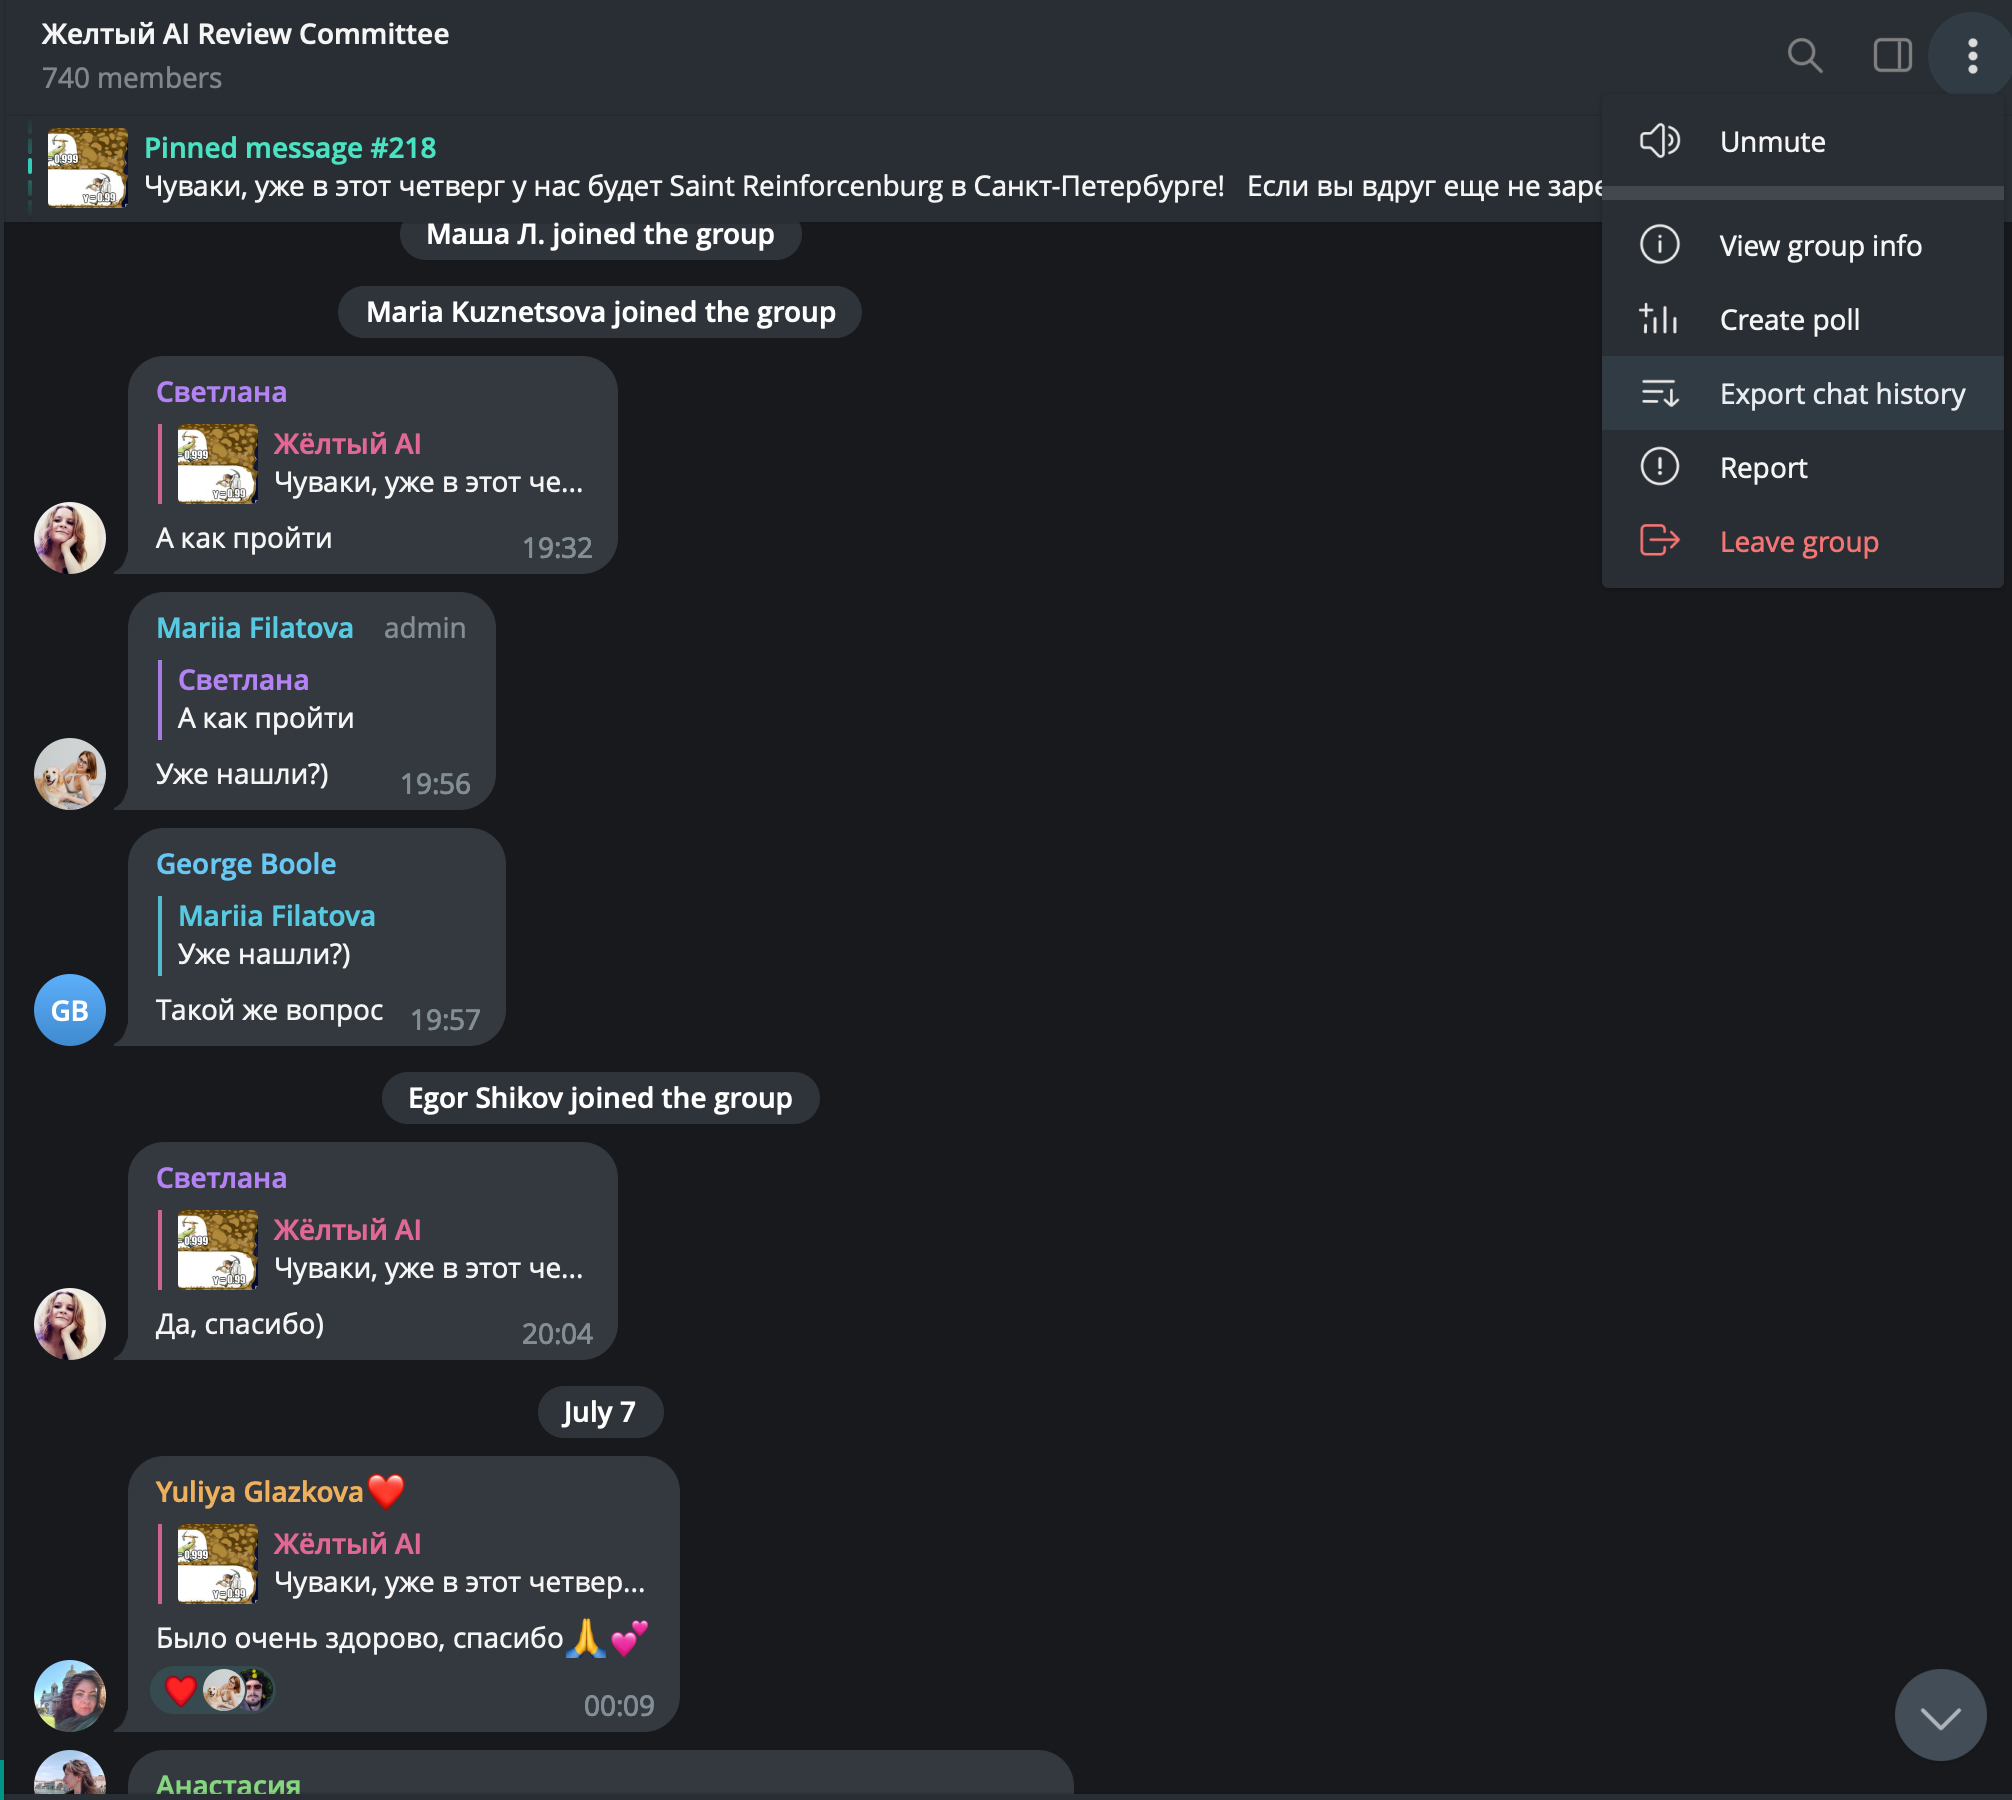 Желтый AI Review Committee
740 members
Pinned message #218
Чуваки, уже в этот четверг у нас будет Saint Reinforcenburg в Санкт-Петербурге! Если вы вдруг еще не заре
Unmute
View group info
Create poll
Export chat history
Report
Leave group
Маша Л. joined the group
Maria Kuznetsova joined the group
Светлана
Жёлтый AI
Чуваки, уже в этот че...
А как пройти
19:32
Mariia Filatova admin
Светлана
А как пройти
Уже нашли?)
19:56
George Boole
Mariia Filatova
Уже нашли?)
GB
Такой же вопрос
19:57
Egor Shikov joined the group
Светлана
Жёлтый AI
Чуваки, уже в этот че...
Да, спасибо)
20:04
July 7
Yuliya Glazkova❤️
Жёлтый AI
Чуваки, уже в этот четвер...
Было очень здорово, спасибо🙏💕
00:09
Анастасия